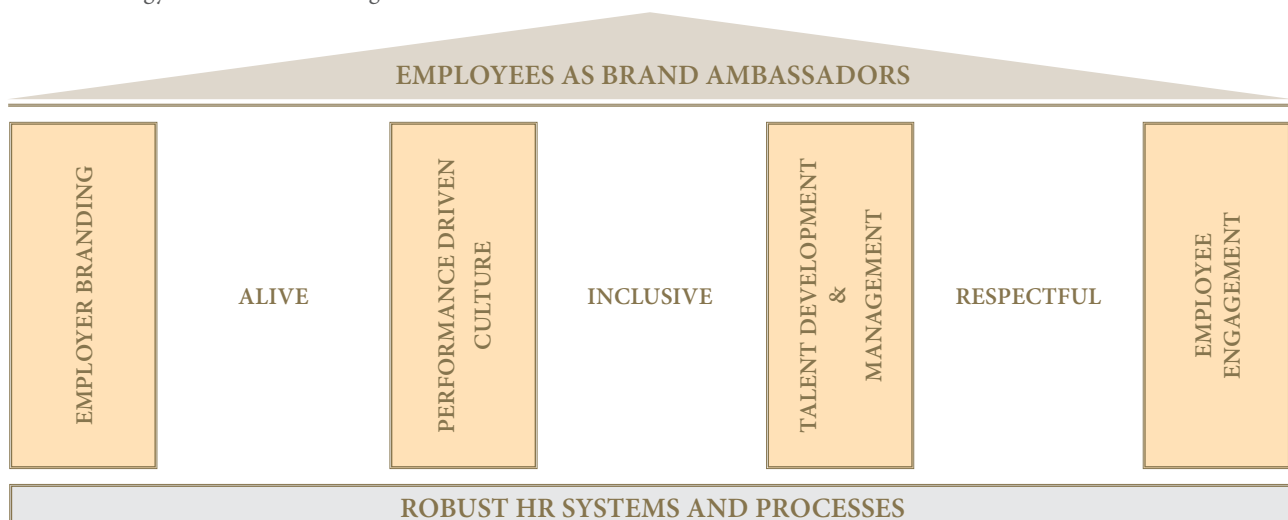 EMPLOYEES AS BRAND AMBASSADORS
EMPLOYER BRANDING
ALIVE
PERFORMANCE DRIVEN
CULTURE
INCLUSIVE
TALENT DEVELOPMENT
&
MANAGEMENT
RESPECTFUL
EMPLOYEE
ENGAGEMENT
ROBUST HR SYSTEMS AND PROCESSES